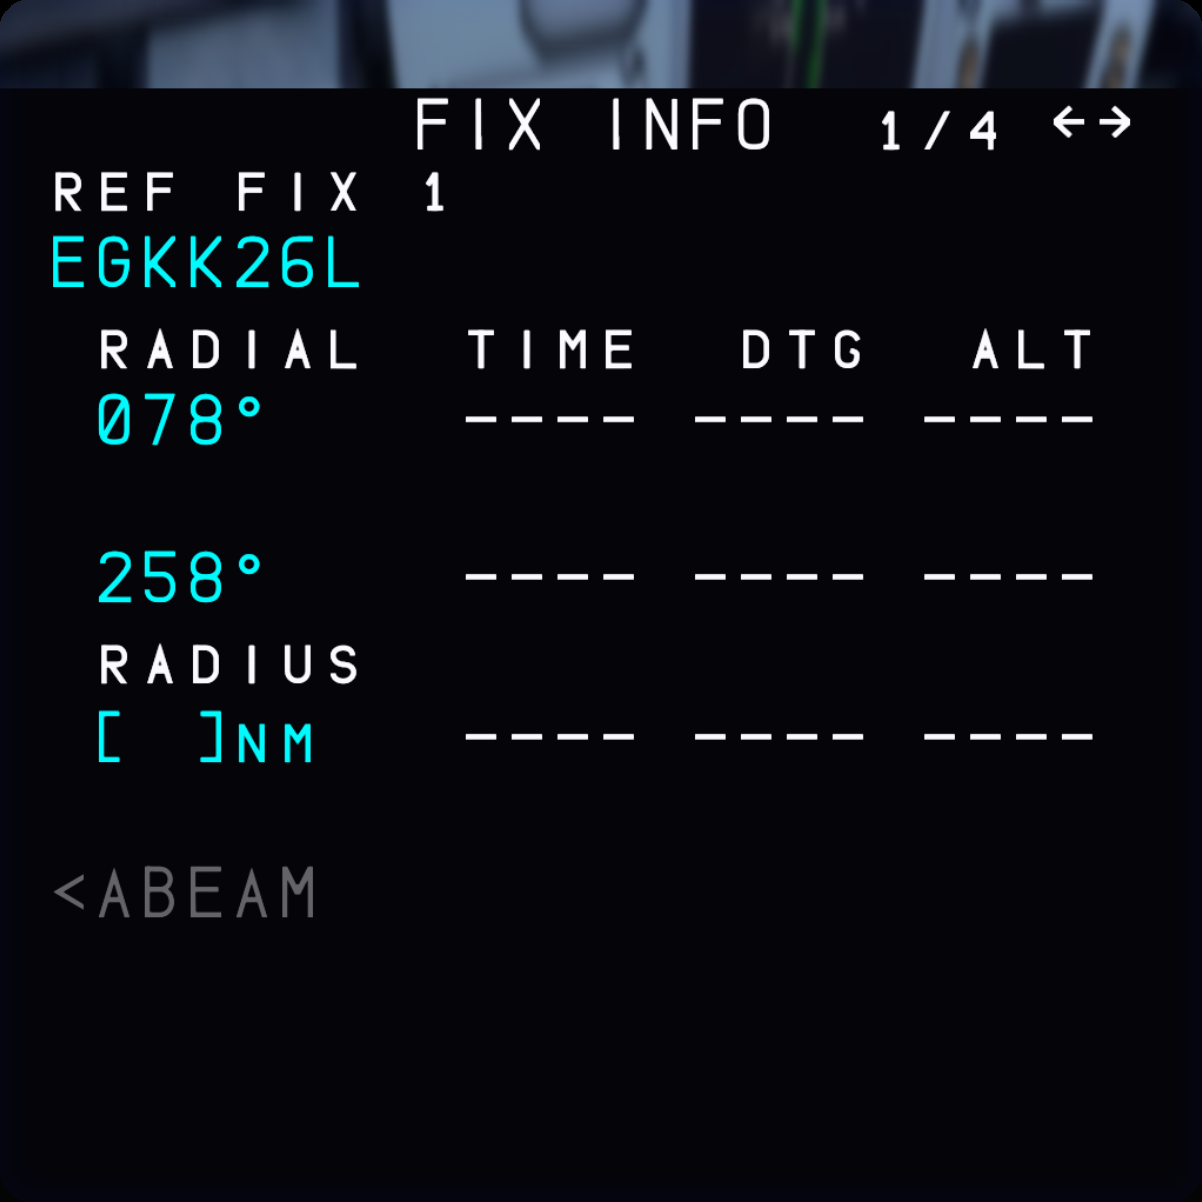 FIX INFO 1/4 ←→
REF FIX 1
EGKK26L
RADIAL TIME DTG ALT
078° ---- ---- ----
258° ---- ---- ----
RADIUS
[ ]NM ---- ---- ----
<ABEAM